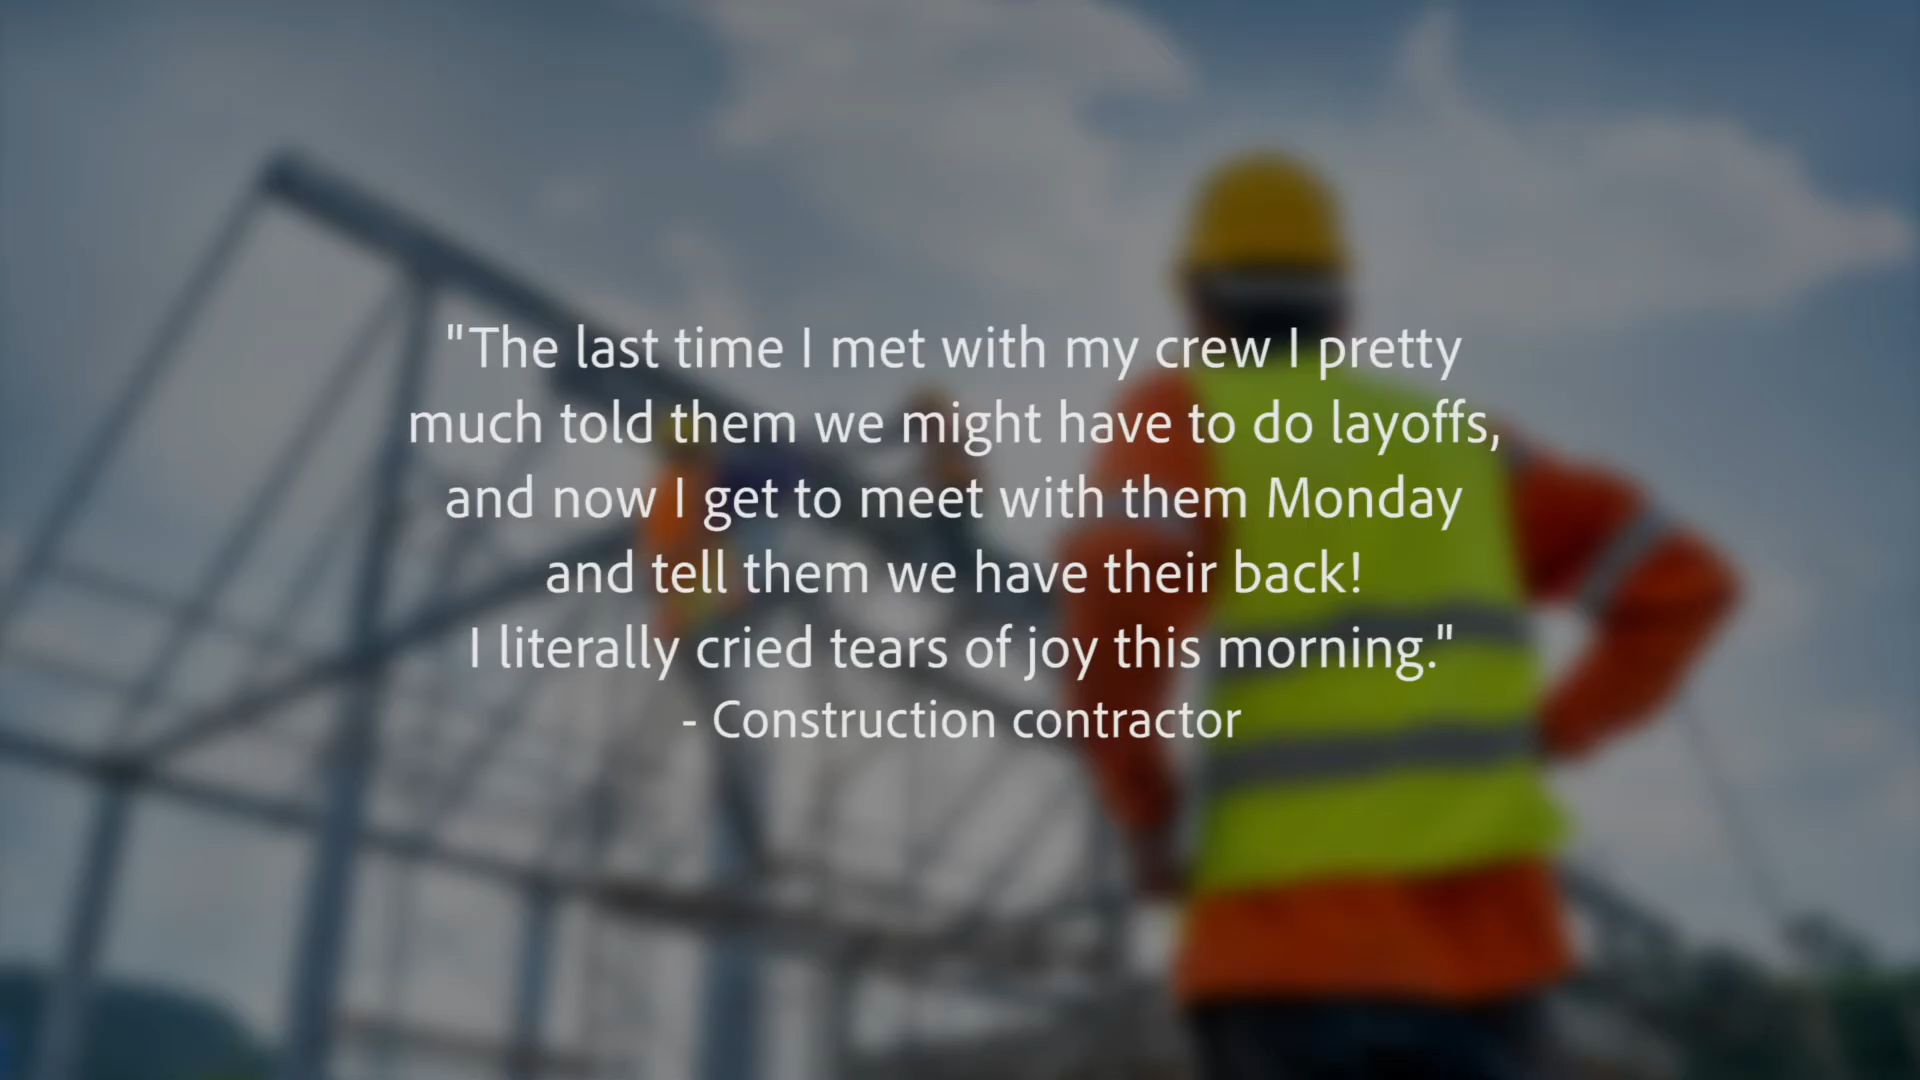 "The last time I met with my crew I pretty
much told them we might have to do layoffs,
and now I get to meet with them Monday
and tell them we have their back!
I literally cried tears of joy this morning."
- Construction contractor